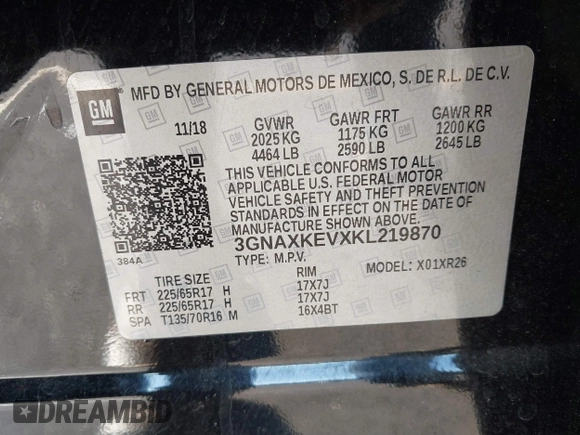 GM
MFD BY GENERAL MOTORS DE MEXICO, S. DE R.L. DE C.V.
11/18 GVWR GAWR FRT GAWR RR
2025 KG 1175 KG 1200 KG
4464 LB 2590 LB 2645 LB
THIS VEHICLE CONFORMS TO ALL
APPLICABLE U.S. FEDERAL MOTOR
VEHICLE SAFETY AND THEFT PREVENTION
STANDARDS IN EFFECT ON THE DATE OF
MANUFACTURE SHOWN ABOVE.
3GNAXKEVXKL219870
384A
TYPE: M.P.V. MODEL: X01XR26
TIRE SIZE RIM
FRT 225/65R17 H 17X7J
RR 225/65R17 H 17X7J
SPA T135/70R16 M 16X4BT
DREAMBID